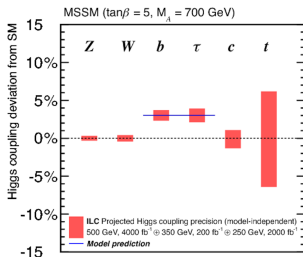 MSSM (tanβ = 5, M_A = 700 GeV)
Higgs coupling deviation from SM
15%
10%
5%
0%
-5%
-10%
-15
Z W b τ c t
ILC Projected Higgs coupling precision (model-independent)
500 GeV, 4000 fb⁻¹ ⊕ 350 GeV, 200 fb⁻¹ ⊕ 250 GeV, 2000 fb⁻¹
Model prediction